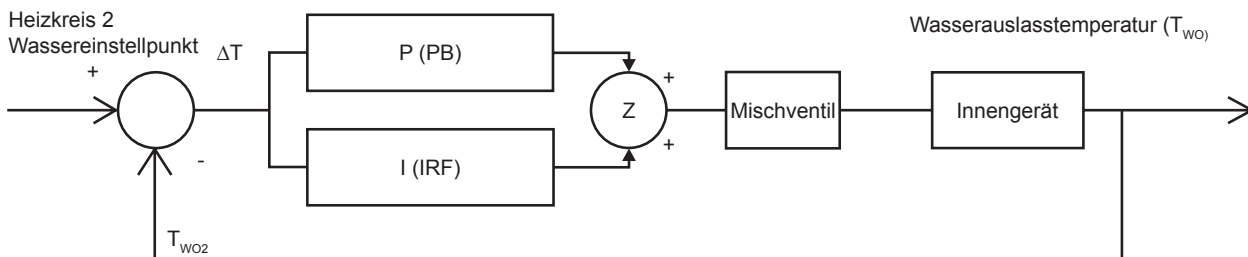 Heizkreis 2
Wassereinstellpunkt
+
ΔT
P (PB)
Wasserauslasstemperatur (T_WO)
+
Z
Mischventil
Innengerät
+
-
I (IRF)
T_WO2